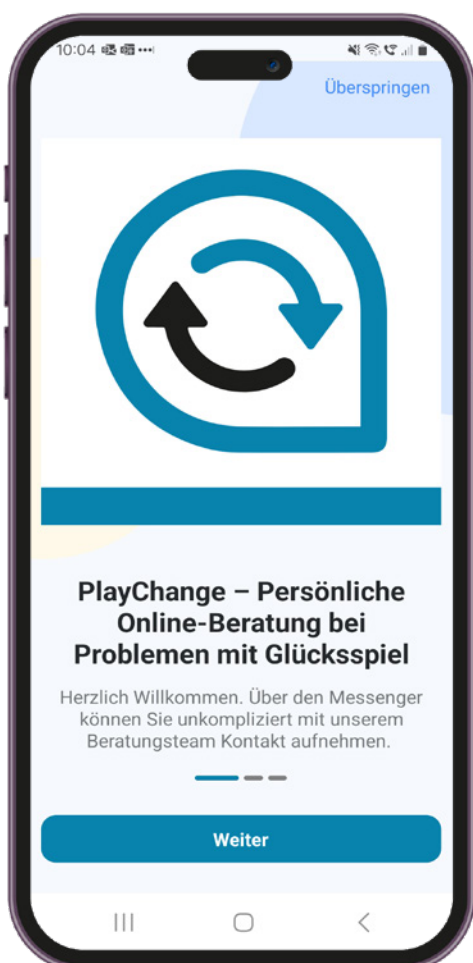 10:04
Überspringen
PlayChange – Persönliche
Online-Beratung bei
Problemen mit Glücksspiel
Herzlich Willkommen. Über den Messenger
können Sie unkompliziert mit unserem
Beratungsteam Kontakt aufnehmen.
Weiter